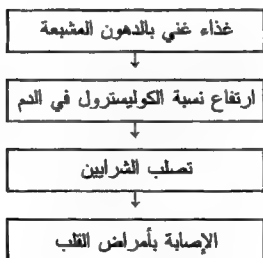 غذاء غني بالدهون المشبعة
ارتفاع نسبة الكوليسترول في الدم
تصلب الشرايين
الإصابة بأمراض القلب